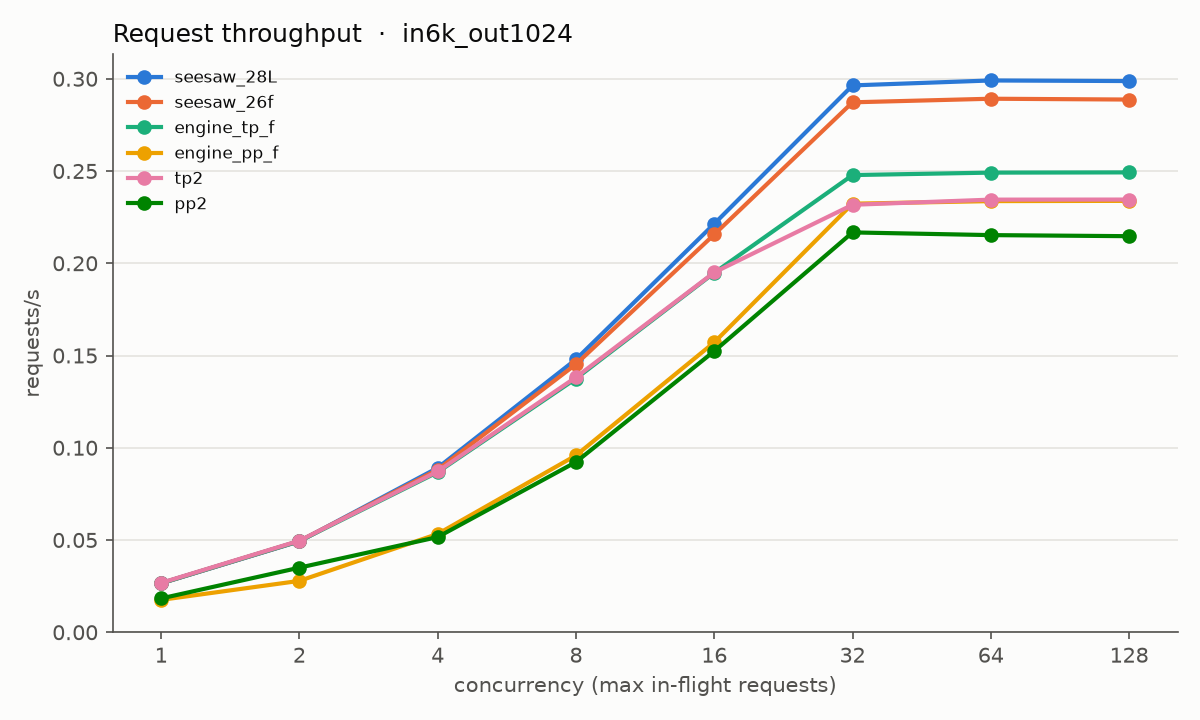 Request throughput · in6k_out1024
seesaw_28L
seesaw_26f
engine_tp_f
engine_pp_f
tp2
pp2
requests/s
0.30
0.25
0.20
0.15
0.10
0.05
0.00
1 2 4 8 16 32 64 128
concurrency (max in-flight requests)